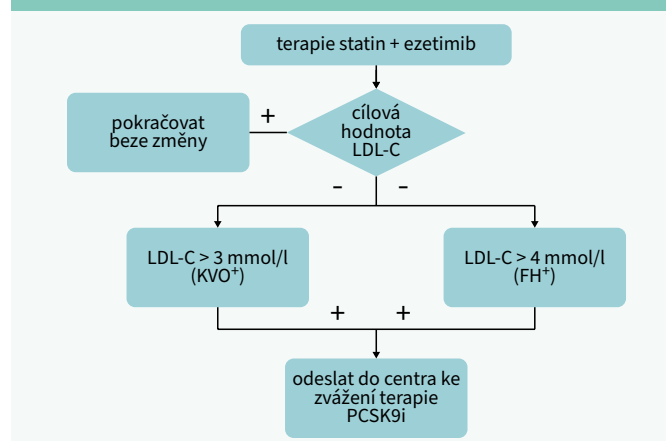 terapie statin + ezetimib
cílová
hodnota
LDL-C
+
pokračovat
beze změny
- -
LDL-C > 3 mmol/l
(KVO⁺)
LDL-C > 4 mmol/l
(FH⁺)
+ +
odeslat do centra ke
zvážení terapie
PCSK9i